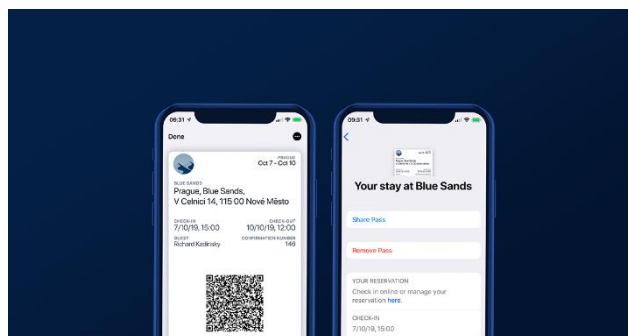 09:31
Done
PRAGUE
Oct 7 - Oct 10
BLUE SANDS
Prague, Blue Sands,
V Celnici 14, 115 00 Nové Město
CHECK-IN
7/10/19, 15:00
CHECK-OUT
10/10/19, 12:00
GUEST
Richard Kadinsky
CONFIRMATION NUMBER
146
09:31
Your stay at Blue Sands
Share Pass
Remove Pass
YOUR RESERVATION
Check in online or manage your
reservation here.
CHECK-IN
7/10/19, 15:00